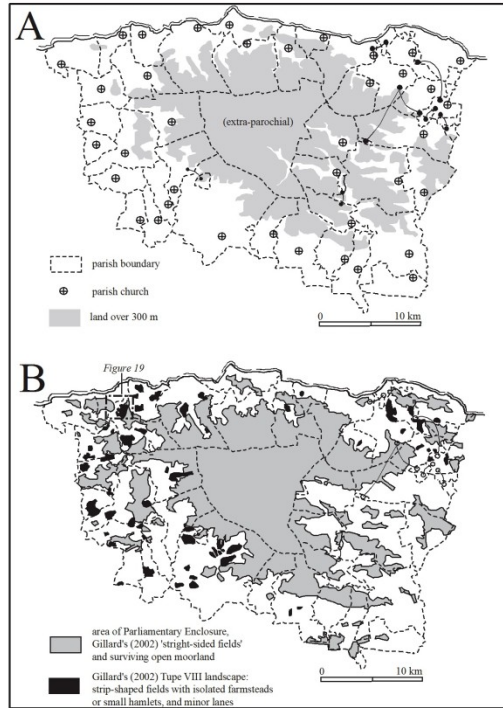 A
(extra-parochial)
parish boundary
parish church
land over 300 m
0 10 km
Figure 19
B
area of Parliamentary Enclosure,
Gillard's (2002) 'stright-sided fields'
and surviving open moorland
Gillard's (2002) Tupe VIII landscape:
strip-shaped fields with isolated farmsteads
or small hamlets, and minor lanes
0 10 km